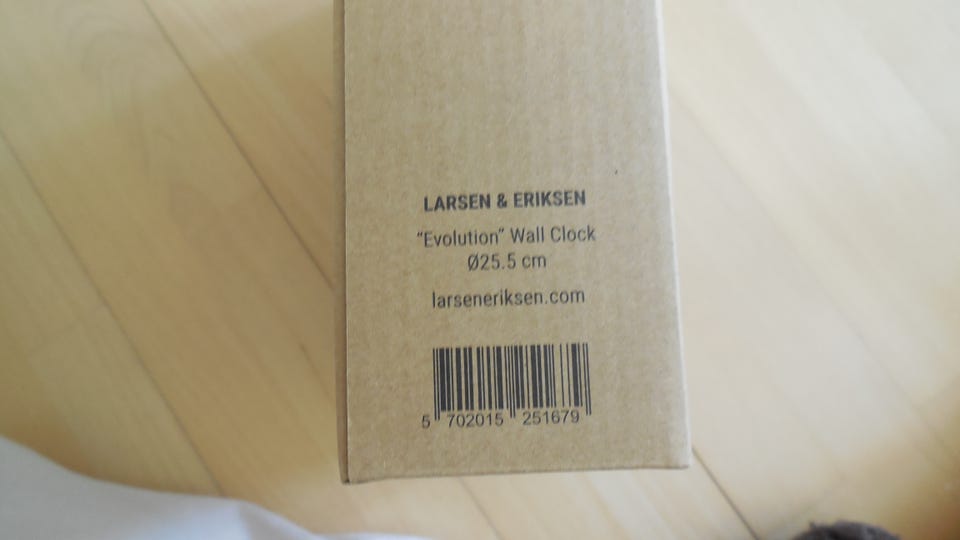 LARSEN & ERIKSEN
“Evolution” Wall Clock
Ø25.5 cm
larseneriksen.com
5 702015 251679